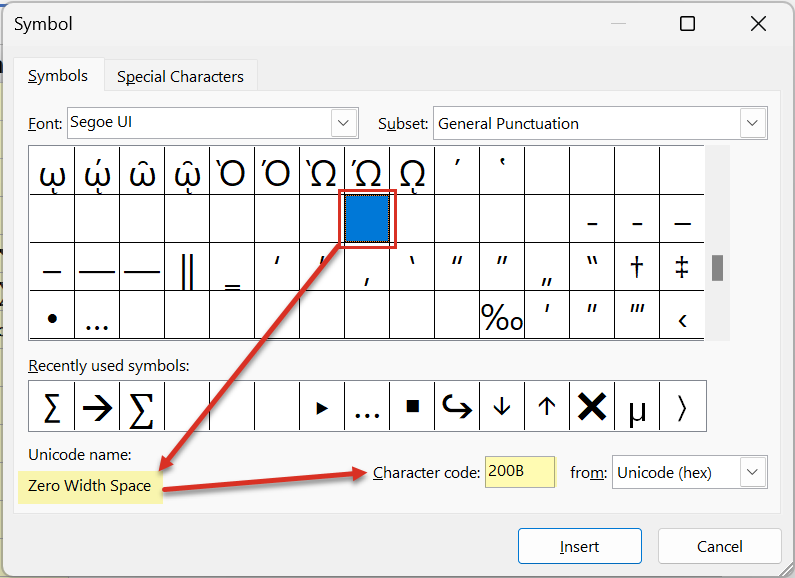 Symbol
Symbols Special Characters
Font: Segoe UI Subset: General Punctuation
ῳ ῴ ῶ ῷ Ὸ Ό Ὼ Ώ ῼ ´ ῾
‐ ‑ ‒
– — ― ‖ ‗ ‘ ’ ‚ ‛ “ ” „ ‟ † ‡
• … ‰ ′ ″ ‴ ‹
Recently used symbols:
∑ → ∑ ► … ■ ↪ ↓ ↑ ✕ µ 〉
Unicode name:
Zero Width Space Character code: 200B from: Unicode (hex)
Insert Cancel